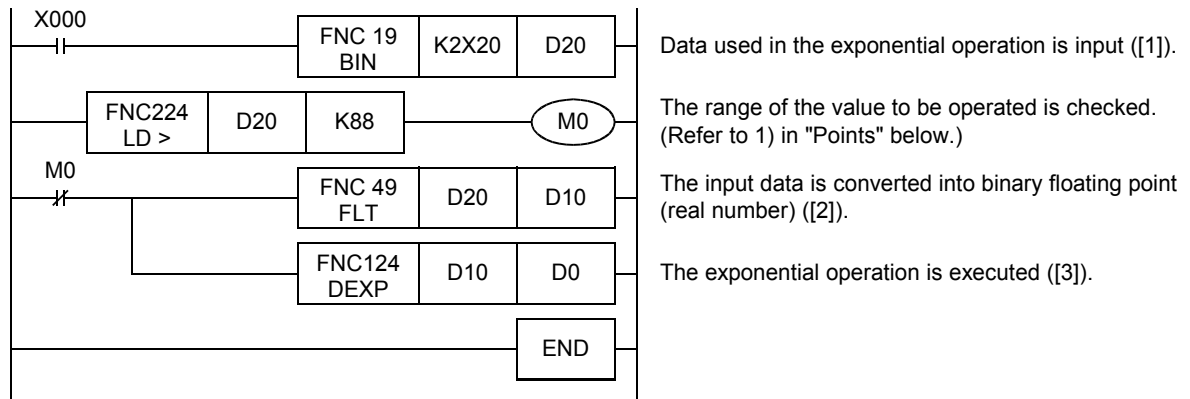 X000
FNC 19
BIN
K2X20
D20
Data used in the exponential operation is input ([1]).
FNC224
LD >
D20
K88
M0
The range of the value to be operated is checked.
(Refer to 1) in "Points" below.)
M0
FNC 49
FLT
D20
D10
The input data is converted into binary floating point
(real number) ([2]).
FNC124
DEXP
D10
D0
The exponential operation is executed ([3]).
END